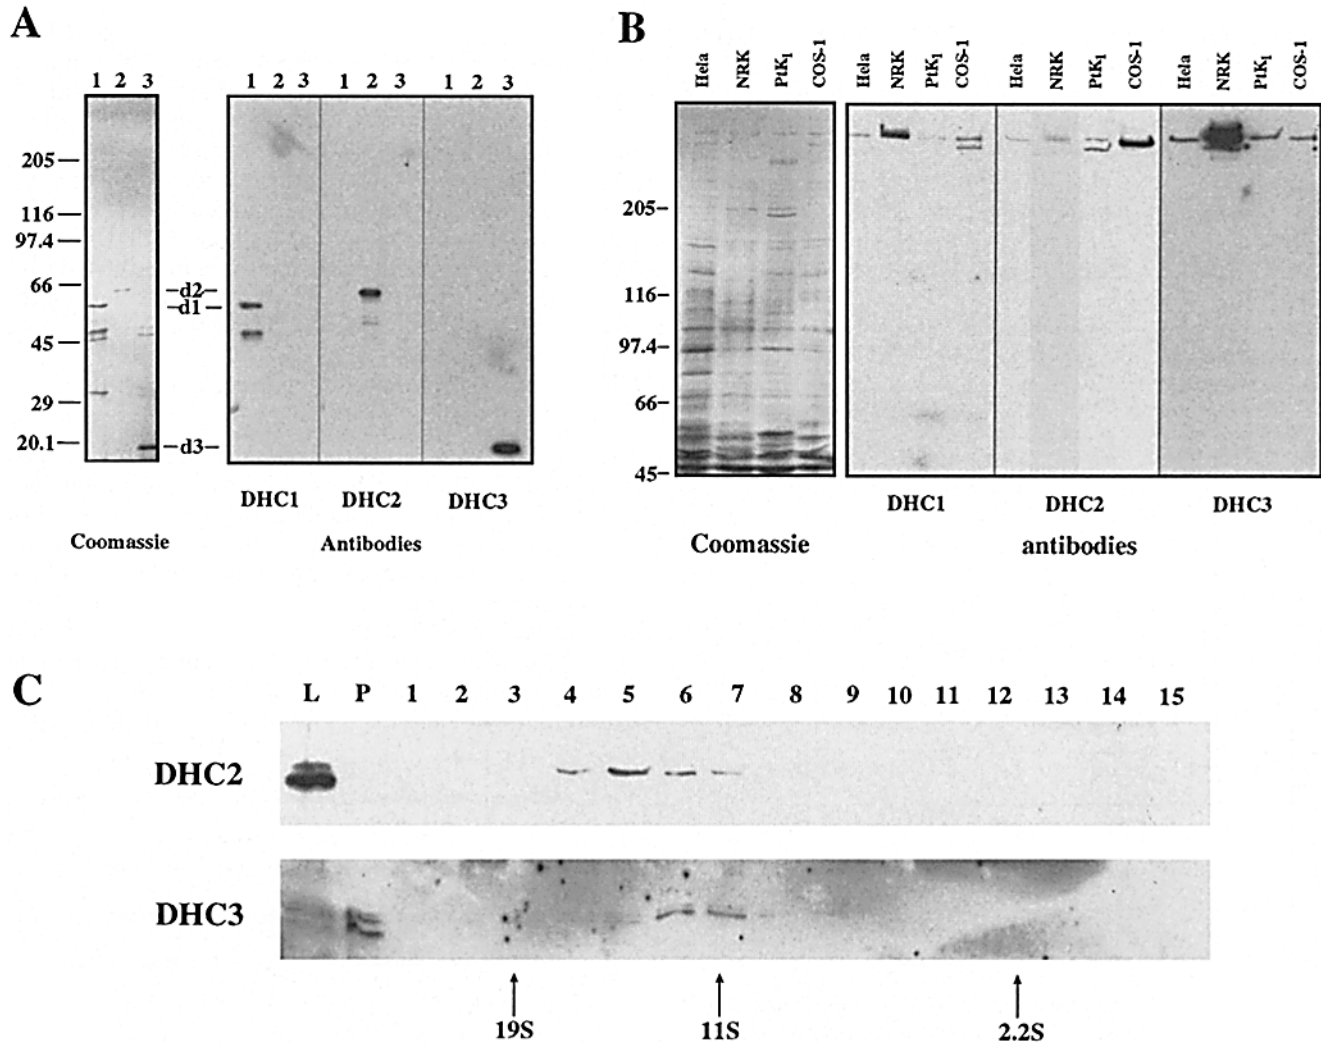 A
1 2 3
1 2 3 1 2 3 1 2 3
205
116
97.4
66
45
29
20.1
d2
d1
d3
DHC1 DHC2 DHC3
Coomassie Antibodies
B
Hela NRK PtK1 COS-1
Hela NRK PtK1 COS-1 Hela NRK PtK1 COS-1 Hela NRK PtK1 COS-1
205
116
97.4
66
45
DHC1 DHC2 DHC3
Coomassie antibodies
C
L P 1 2 3 4 5 6 7 8 9 10 11 12 13 14 15
DHC2
DHC3
19S 11S 2.2S